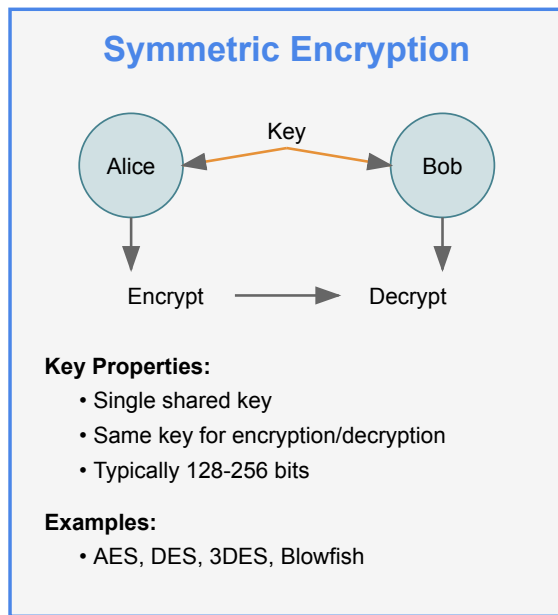 Symmetric Encryption
Key
Alice
Bob
Encrypt
Decrypt
Key Properties:
• Single shared key
• Same key for encryption/decryption
• Typically 128-256 bits
Examples:
• AES, DES, 3DES, Blowfish